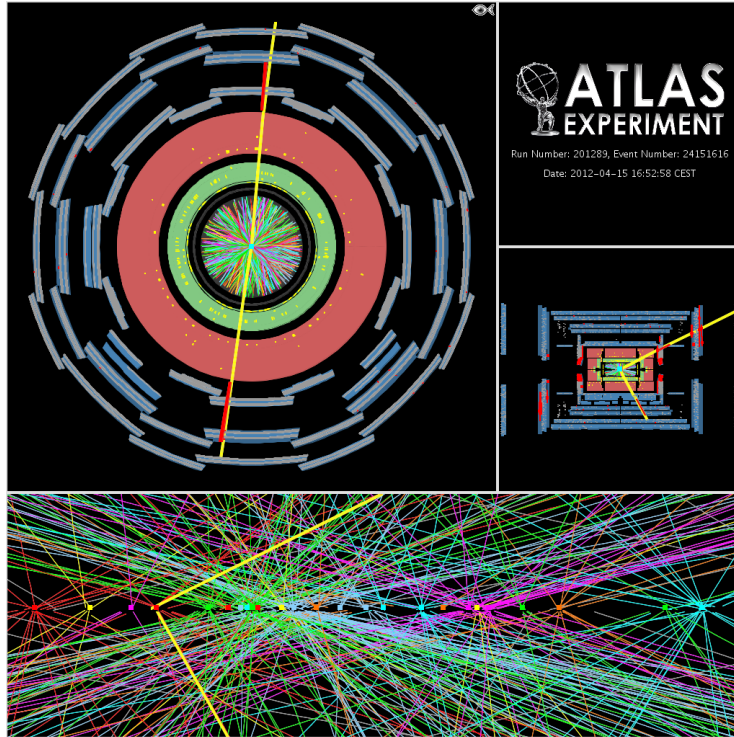 ATLAS
EXPERIMENT
Run Number: 201289, Event Number: 24151616
Date: 2012-04-15 16:52:58 CEST